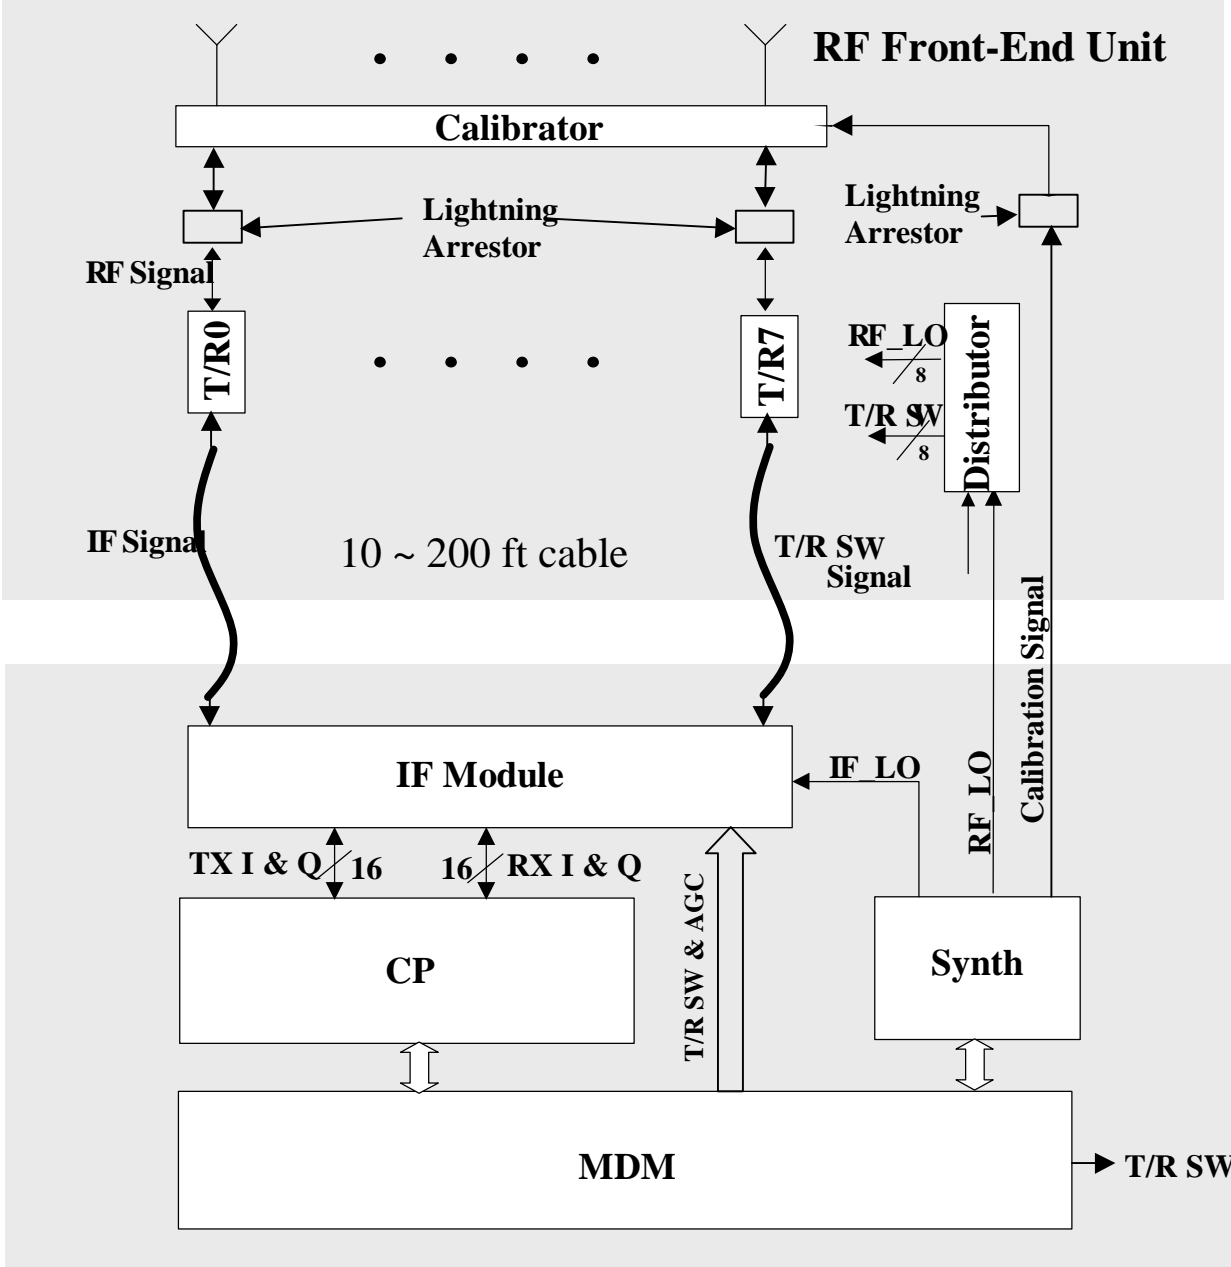 RF Front-End Unit
Calibrator
Lightning
Arrestor
Lightning
Arrestor
RF Signal
T/R0
T/R7
RF_LO
8
T/R SW
8
Distributor
IF Signal
10 ~ 200 ft cable
T/R SW
Signal
Calibration Signal
RF_LO
IF Module
IF_LO
TX I & Q
16
16
RX I & Q
T/R SW & AGC
CP
Synth
MDM
T/R SW